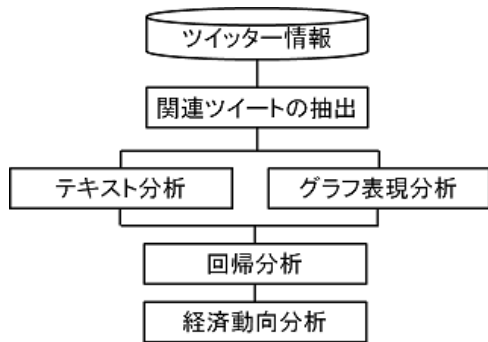 ツイッター情報
関連ツイートの抽出
テキスト分析
グラフ表現分析
回帰分析
経済動向分析